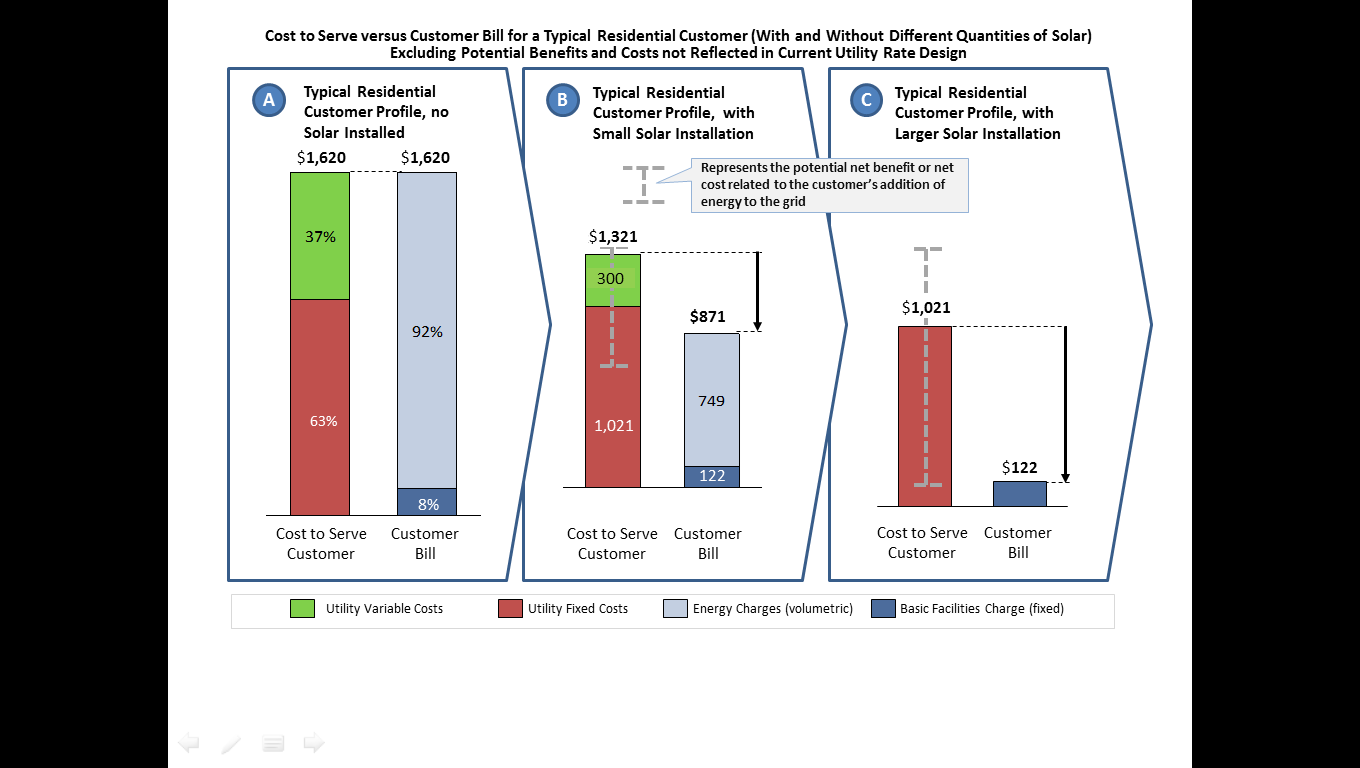 Cost to Serve versus Customer Bill for a Typical Residential Customer (With and Without Different Quantities of Solar)
Excluding Potential Benefits and Costs not Reflected in Current Utility Rate Design
A
Typical Residential
Customer Profile, no
Solar Installed
$1,620
$1,620
37%
63%
92%
8%
Cost to Serve
Customer
Customer
Bill
B
Typical Residential
Customer Profile, with
Small Solar Installation
Represents the potential net benefit or net
cost related to the customer's addition of
energy to the grid
$1,321
300
1,021
$871
749
122
Cost to Serve
Customer
Customer
Bill
C
Typical Residential
Customer Profile, with
Larger Solar Installation
$1,021
$122
Cost to Serve
Customer
Customer
Bill
Utility Variable Costs
Utility Fixed Costs
Energy Charges (volumetric)
Basic Facilities Charge (fixed)